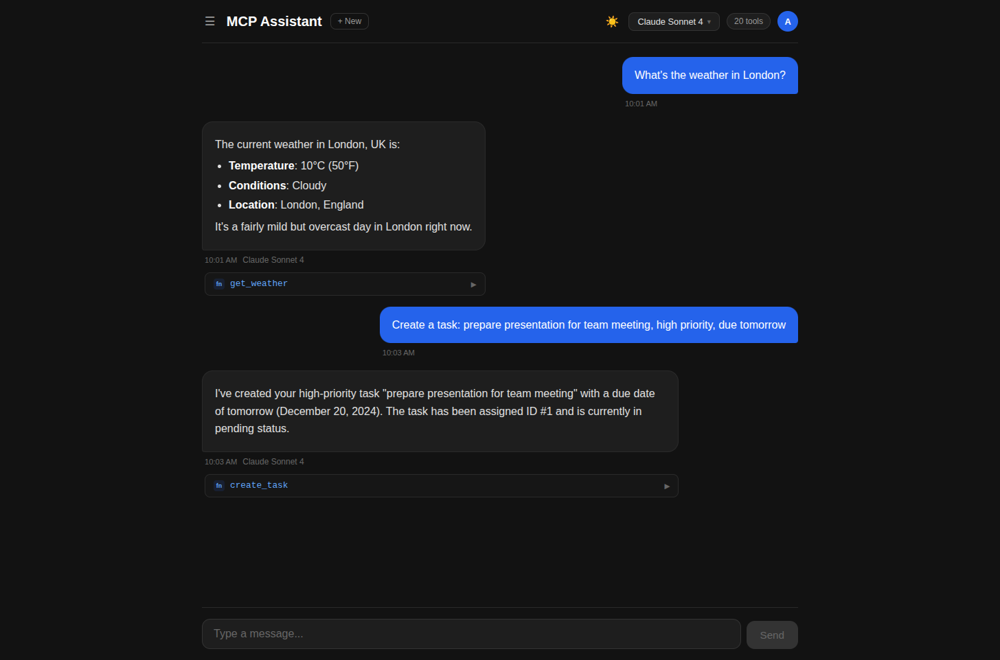 ☰ MCP Assistant + New Claude Sonnet 4 ▾ 20 tools A
What's the weather in London?
10:01 AM
The current weather in London, UK is:
• Temperature: 10°C (50°F)
• Conditions: Cloudy
• Location: London, England
It's a fairly mild but overcast day in London right now.
10:01 AM Claude Sonnet 4
fn get_weather ▶
Create a task: prepare presentation for team meeting, high priority, due tomorrow
10:03 AM
I've created your high-priority task "prepare presentation for team meeting" with a due date
of tomorrow (December 20, 2024). The task has been assigned ID #1 and is currently in
pending status.
10:03 AM Claude Sonnet 4
fn create_task ▶
Type a message... Send